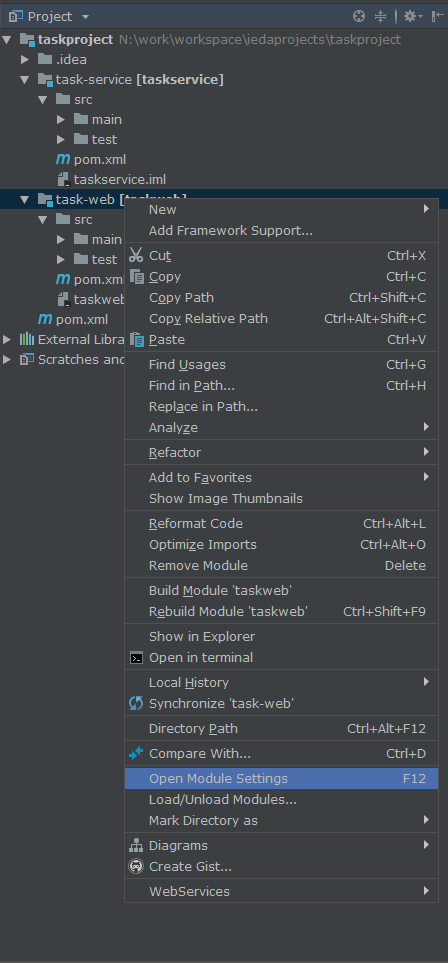 Project
taskproject N:\work\workspace\iedaprojects\taskproject
.idea
task-service [taskservice]
src
main
test
pom.xml
taskservice.iml
task-web
src
main
test
pom.xml
taskweb
pom.xml
External Libra
Scratches and
New
Add Framework Support...
Cut Ctrl+X
Copy Ctrl+C
Copy Path Ctrl+Shift+C
Copy Relative Path Ctrl+Alt+Shift+C
Paste Ctrl+V
Find Usages Ctrl+G
Find in Path... Ctrl+H
Replace in Path...
Analyze
Refactor
Add to Favorites
Show Image Thumbnails
Reformat Code Ctrl+Alt+L
Optimize Imports Ctrl+Alt+O
Remove Module Delete
Build Module 'taskweb'
Rebuild Module 'taskweb' Ctrl+Shift+F9
Show in Explorer
Open in terminal
Local History
Synchronize 'task-web'
Directory Path Ctrl+Alt+F12
Compare With... Ctrl+D
Open Module Settings F12
Load/Unload Modules...
Mark Directory as
Diagrams
Create Gist...
WebServices